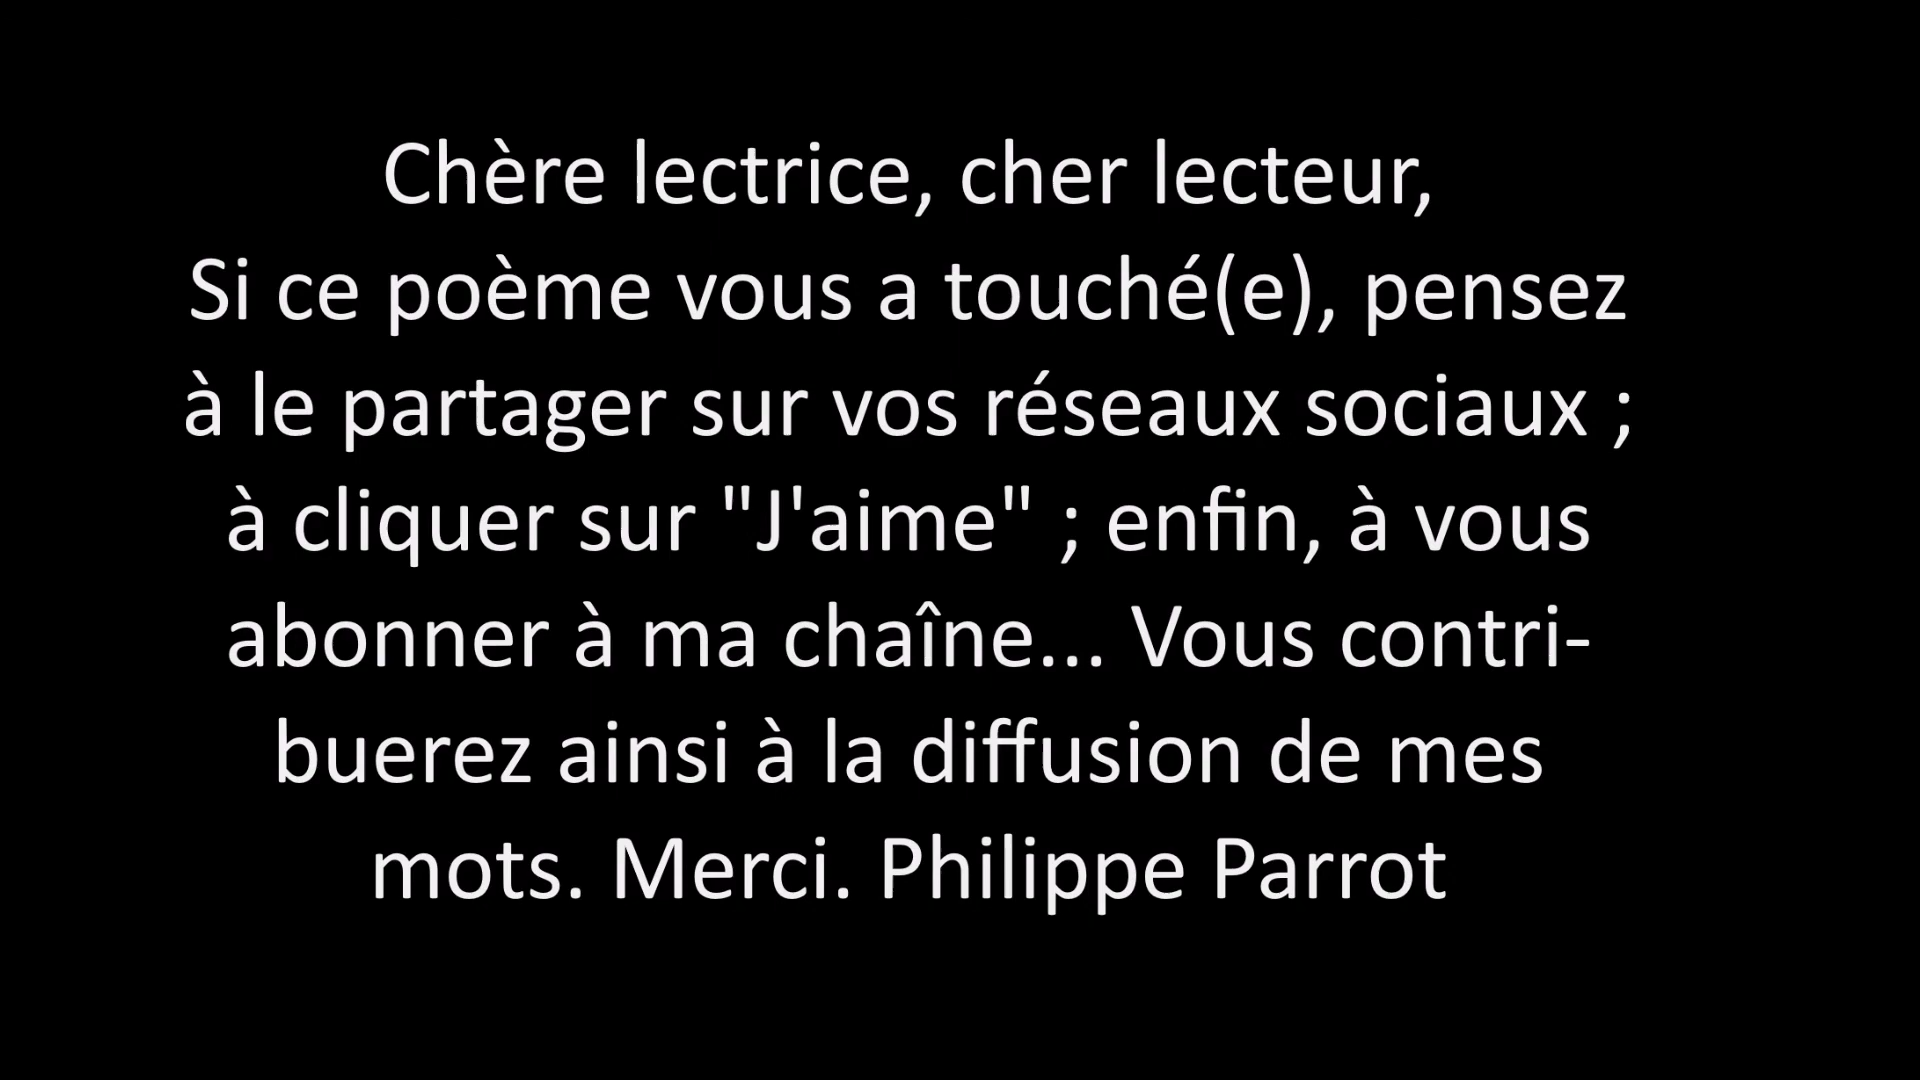 Chère lectrice, cher lecteur,
Si ce poème vous a touché(e), pensez
à le partager sur vos réseaux sociaux ;
à cliquer sur "J'aime" ; enfin, à vous
abonner à ma chaîne... Vous contri-
buerez ainsi à la diffusion de mes
mots. Merci. Philippe Parrot